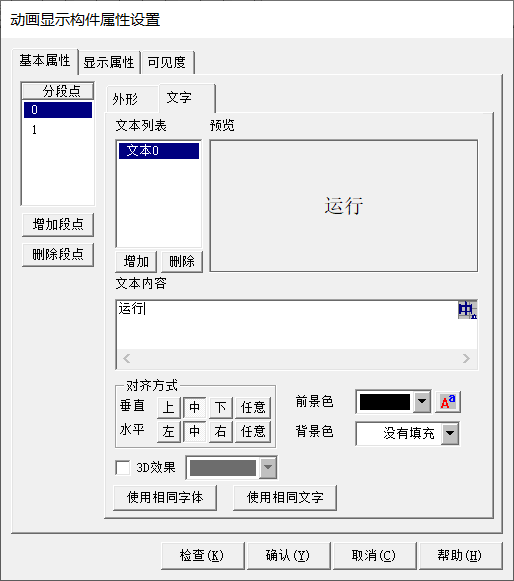 动画显示构件属性设置
基本属性 显示属性 可见度
分段点
0
1
增加段点
删除段点
外形 文字
文本列表 预览
文本0
运行
增加 删除
文本内容
运行
中
对齐方式
垂直 上 中 下 任意
水平 左 中 右 任意
前景色 Aa
背景色 没有填充
3D效果
使用相同字体 使用相同文字
检查(K) 确认(Y) 取消(C) 帮助(H)